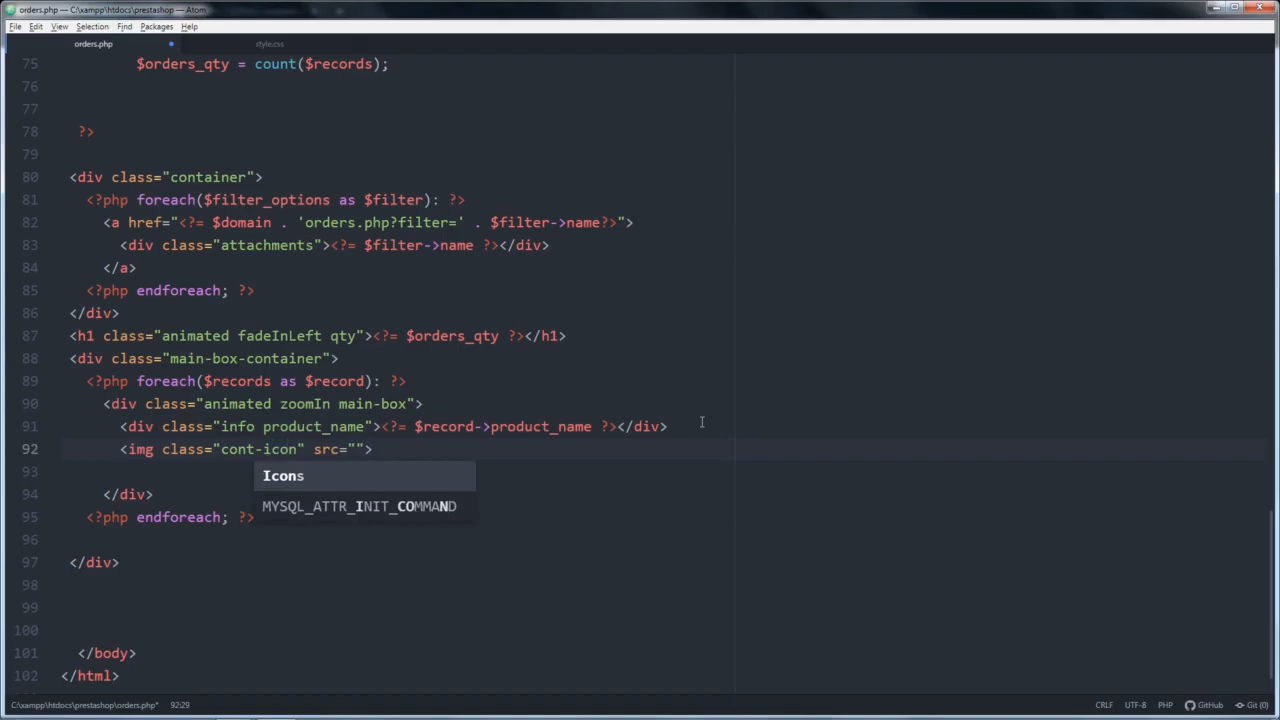 orders.php — C:\xampp\htdocs\prestashop — Atom
File Edit View Selection Find Packages Help
orders.php style.css
75 $orders_qty = count($records);
76
77
78 ?>
79
80 <div class="container">
81 <?php foreach($filter_options as $filter): ?>
82 <a href="<?= $domain . 'orders.php?filter=' . $filter->name?>">
83 <div class="attachments"><?= $filter->name ?></div>
84 </a>
85 <?php endforeach; ?>
86 </div>
87 <h1 class="animated fadeInLeft qty"><?= $orders_qty ?></h1>
88 <div class="main-box-container">
89 <?php foreach($records as $record): ?>
90 <div class="animated zoomIn main-box">
91 <div class="info product_name"><?= $record->product_name ?></div>
92 <img class="cont-icon" src="">
Icons
93
MYSQL_ATTR_INIT_COMMAND
94 </div>
95 <?php endforeach; ?>
96
97 </div>
98
99
100
101 </body>
102 </html>
C:\xampp\htdocs\prestashop\orders.php* 92:29 CRLF UTF-8 PHP GitHub Git (0)